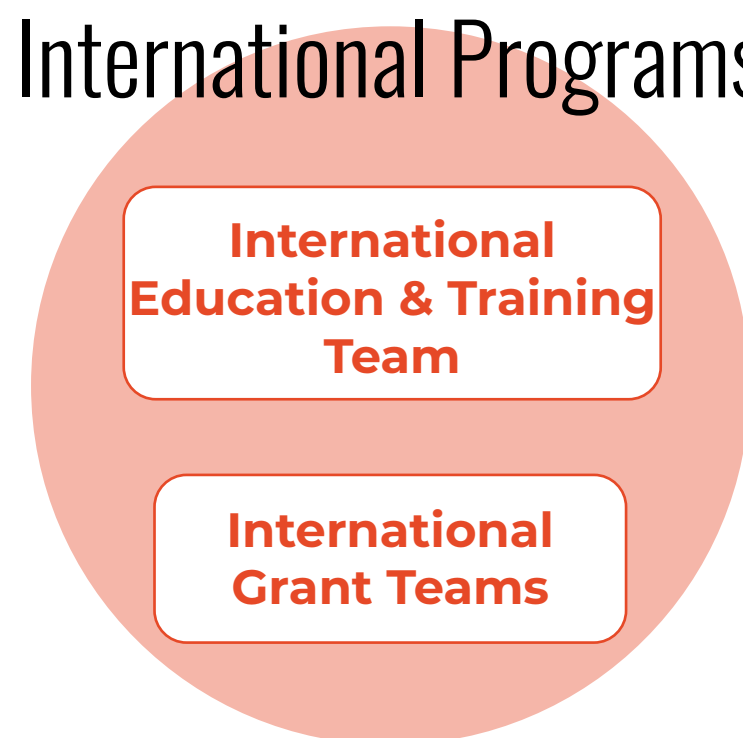 International Programs
International
Education & Training
Team
International
Grant Teams